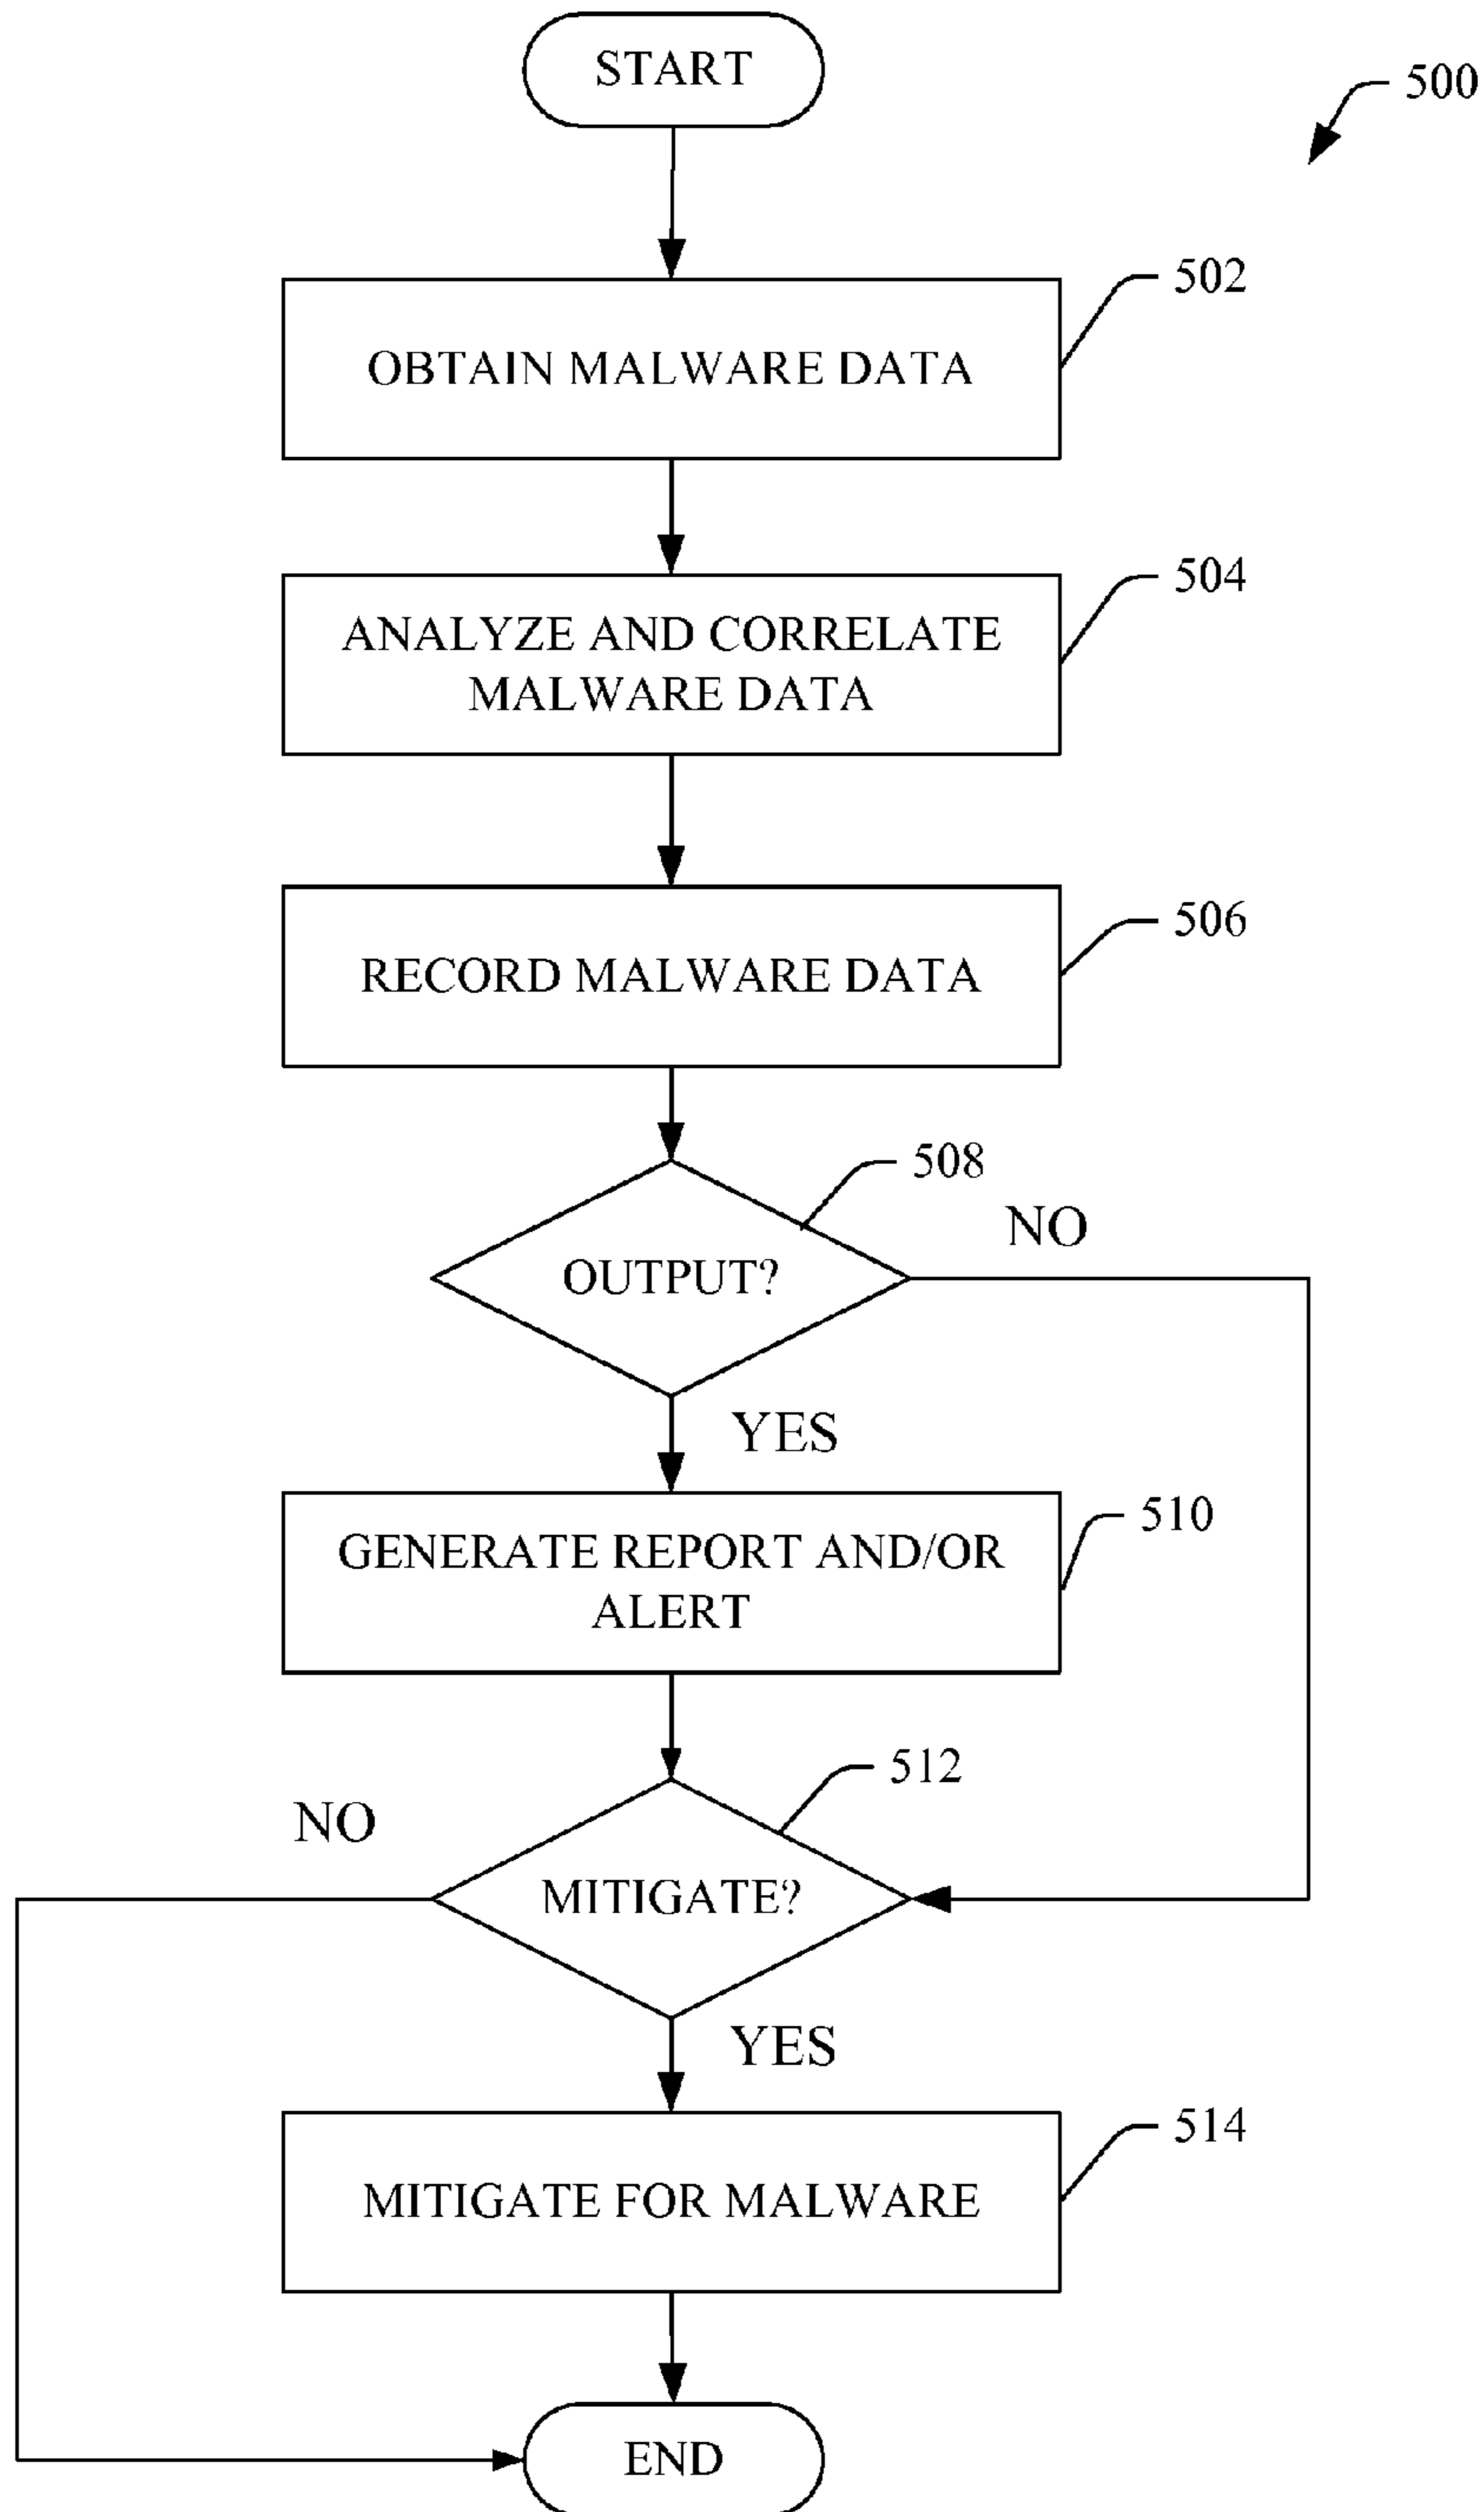 START
500
502
OBTAIN MALWARE DATA
504
ANALYZE AND CORRELATE
MALWARE DATA
506
RECORD MALWARE DATA
508
NO
OUTPUT?
YES
510
GENERATE REPORT AND/OR
ALERT
512
NO
MITIGATE?
YES
514
MITIGATE FOR MALWARE
END